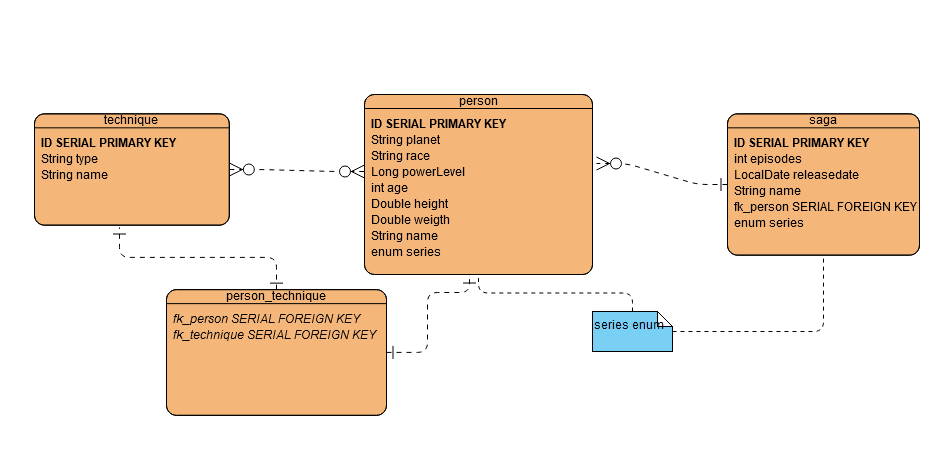 technique
ID SERIAL PRIMARY KEY
String type
String name
person
ID SERIAL PRIMARY KEY
String planet
String race
Long powerLevel
int age
Double height
Double weigth
String name
enum series
saga
ID SERIAL PRIMARY KEY
int episodes
LocalDate releasedate
String name
fk_person SERIAL FOREIGN KEY
enum series
person_technique
fk_person SERIAL FOREIGN KEY
fk_technique SERIAL FOREIGN KEY
series enum